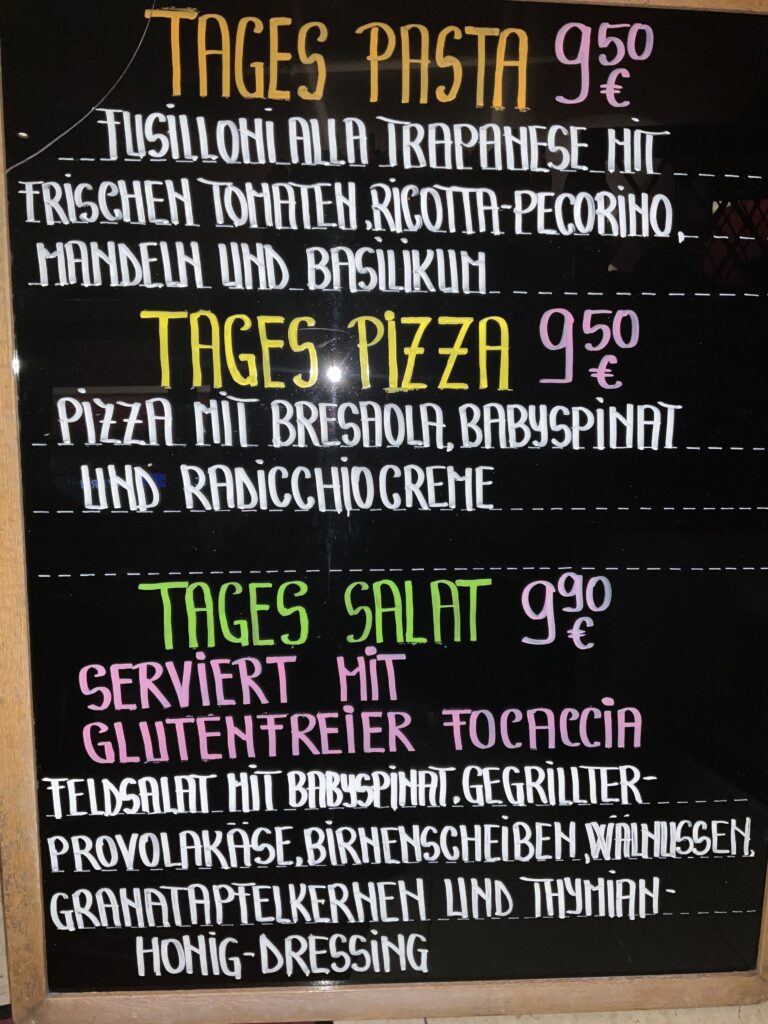 TAGES PASTA 9 50 €
FUSILLONI ALLA TRAPANESE MIT
FRISCHEN TOMATEN, RICOTTA-PECORINO,
MANDELN UND BASILIKUM
TAGES PIZZA 9 50 €
PIZZA MIT BRESAOLA, BABYSPINAT
UND RADICCHIOCREME
TAGES SALAT 9 90 €
SERVIERT MIT
GLUTENFREIER FOCACCIA
FELDSALAT MIT BABYSPINAT, GEGRILLTER-
PROVOLAKÄSE, BIRNENSCHEIBEN, WALNUSSEN,
GRANATAPFELKERNEN UND THYMIAN-
HONIG-DRESSING